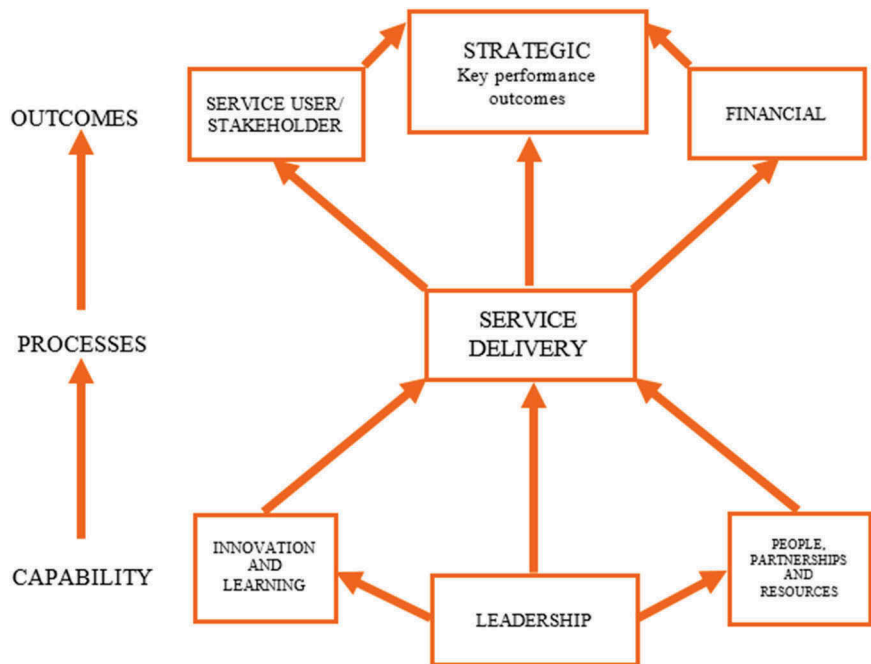 STRATEGIC
Key performance
outcomes
SERVICE USER/
STAKEHOLDER
FINANCIAL
OUTCOMES
SERVICE
DELIVERY
PROCESSES
INNOVATION
AND
LEARNING
PEOPLE,
PARTNERSHIPS
AND
RESOURCES
CAPABILITY
LEADERSHIP